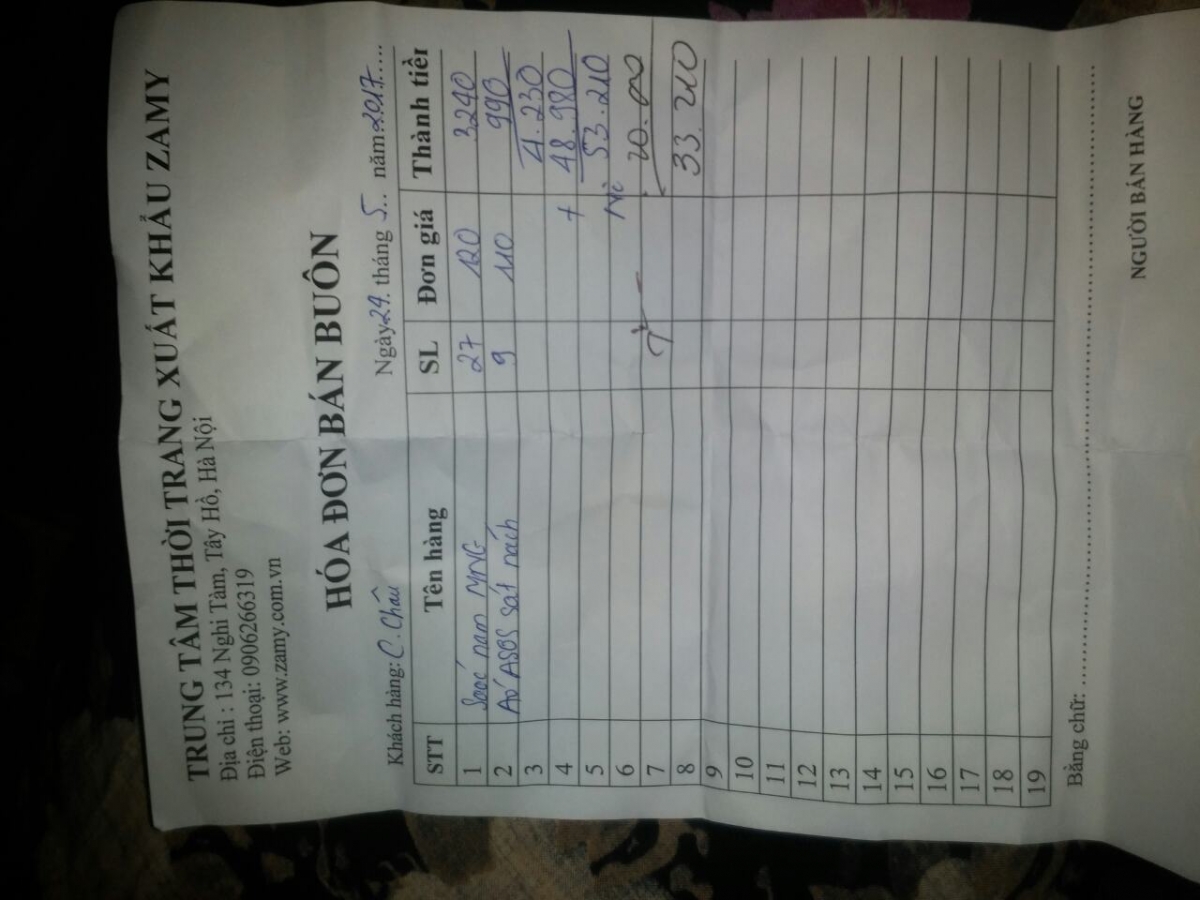 TRUNG TÂM THỜI TRANG XUẤT KHẨU ZAMY
Địa chỉ : 134 Nghi Tàm, Tây Hồ, Hà Nội
Điện thoại: 0906266319
Web: www.zamy.com.vn
HÓA ĐƠN BÁN BUÔN
Khách hàng: C. Châu Ngày 24. tháng 5.. năm 2017.....
STT Tên hàng SL Đơn giá Thành tiền
1 Sooc nam MNG 27 120 3240
2 Áo ASOS sát nách 9 110 990
3 4.230
4 + 48.980
5 53.210
6 20.000
7
8 33.210
9
10
11
12
13
14
15
16
17
18
19
Bằng chữ: ........................
NGƯỜI BÁN HÀNG